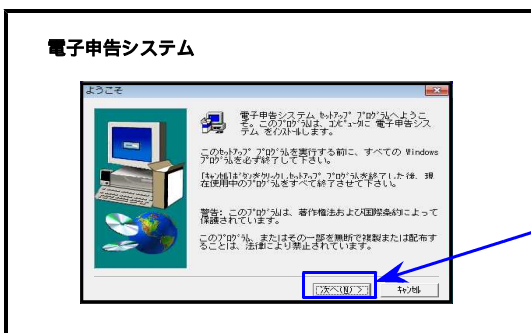 電子申告システム
ようこそ
電子申告システム ｾｯﾄｱｯﾌﾟ ﾌﾟﾛｸﾞﾗﾑへようこ
そ。このﾌﾟﾛｸﾞﾗﾑは、ｺﾝﾋﾟｭｰﾀに 電子申告シス
テム をｲﾝｽﾄｰﾙします。
このｾｯﾄｱｯﾌﾟ ﾌﾟﾛｸﾞﾗﾑを実行する前に、すべての Windows
ﾌﾟﾛｸﾞﾗﾑを必ず終了して下さい。
｢ｷｬﾝｾﾙ｣ﾎﾞﾀﾝをｸﾘｯｸし､ｾｯﾄｱｯﾌﾟ ﾌﾟﾛｸﾞﾗﾑを終了した後、現
在使用中のﾌﾟﾛｸﾞﾗﾑをすべて終了させて下さい。
警告: このﾌﾟﾛｸﾞﾗﾑは、著作権法および国際条約によって
保護されています。
このﾌﾟﾛｸﾞﾗﾑ、またはその一部を無断で複製または配布す
ることは、法律により禁止されています。
次へ(N) >
ｷｬﾝｾﾙ